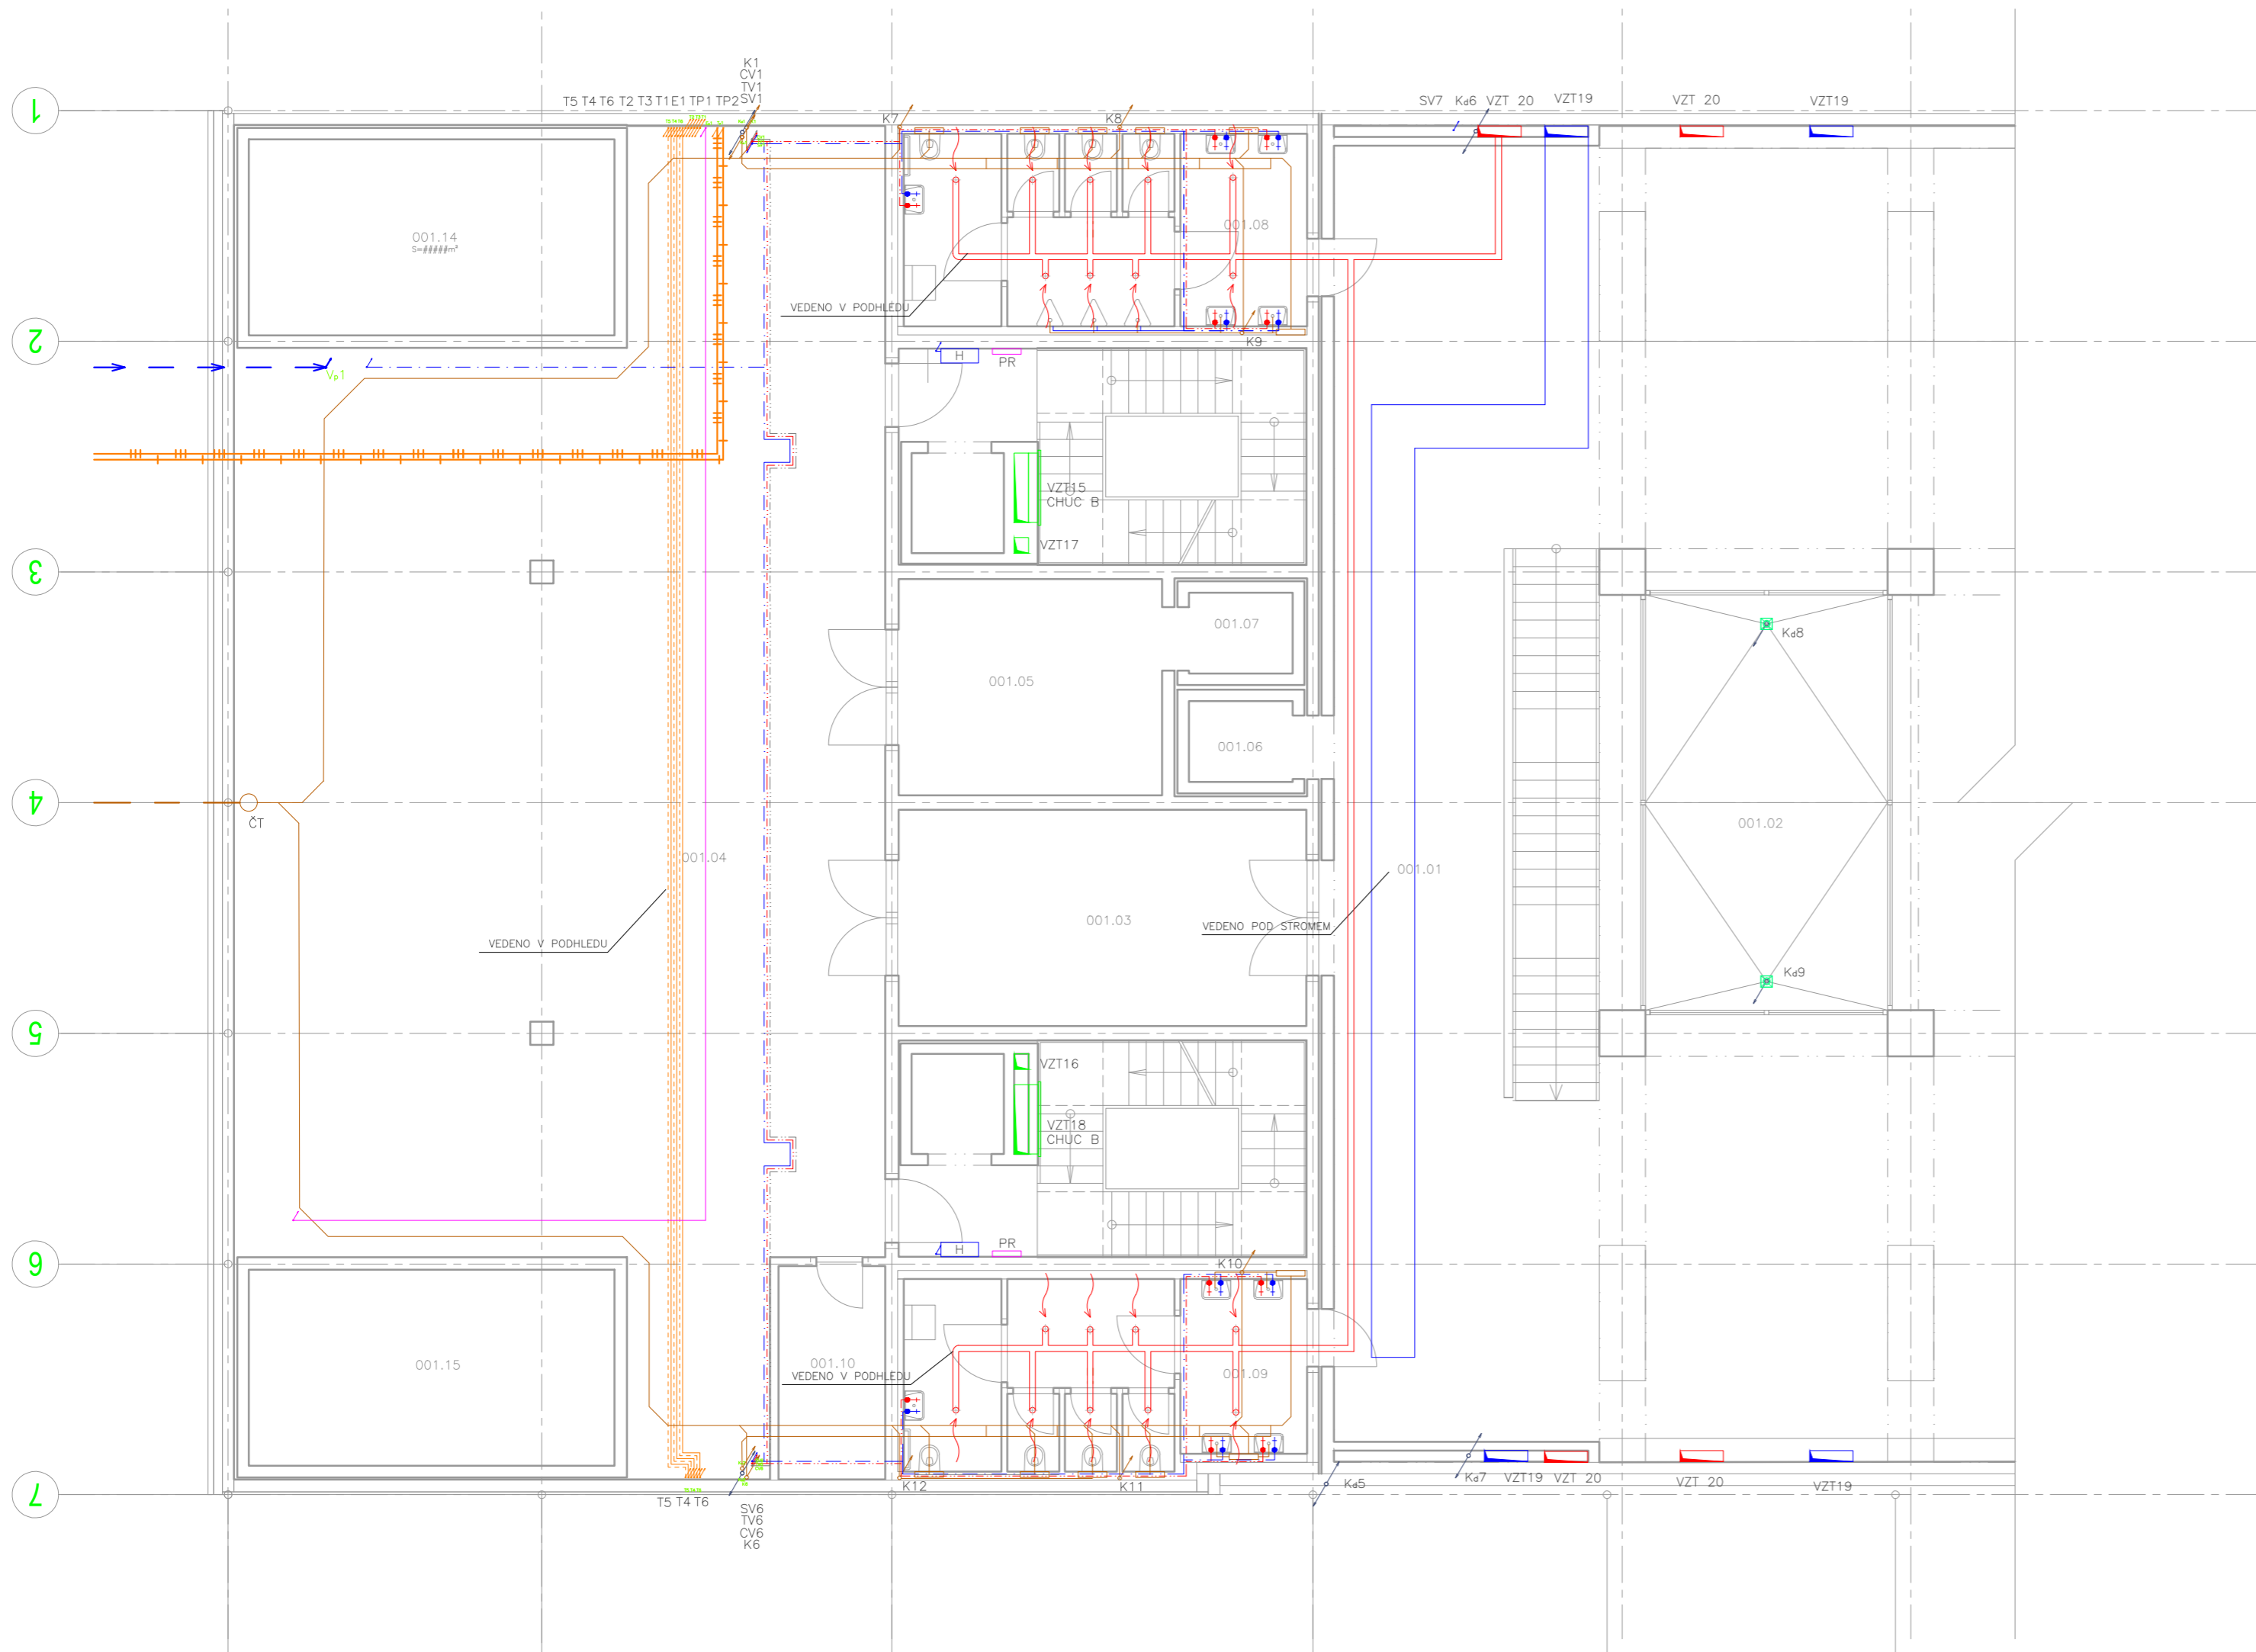 K1
CV1
TV1
SV1
T5 T4 T6 T2 T3 T1 E1 TP1 TP2
K7
K8
SV7 Kd6 VZT 20
VZT19
VZT 20
VZT19
1
001.14
S=#####m²
001.08
VEDENO V PODHLEDU
2
Vp1
H
PR
K9
VZT15
CHUC B
VZT17
3
001.07
Kd8
001.05
001.06
4
ČT
001.02
001.04
001.01
001.03
VEDENO POD STROMEM
VEDENO V PODHLEDU
Kd9
5
VZT16
VZT18
CHUC B
6
H
PR
K10
001.15
001.10
VEDENO V PODHLEDU
001.09
7
T5 T4 T6
SV6
TV6
CV6
K6
K12
K11
Kd5
Kd7
VZT19
VZT 20
VZT 20
VZT19